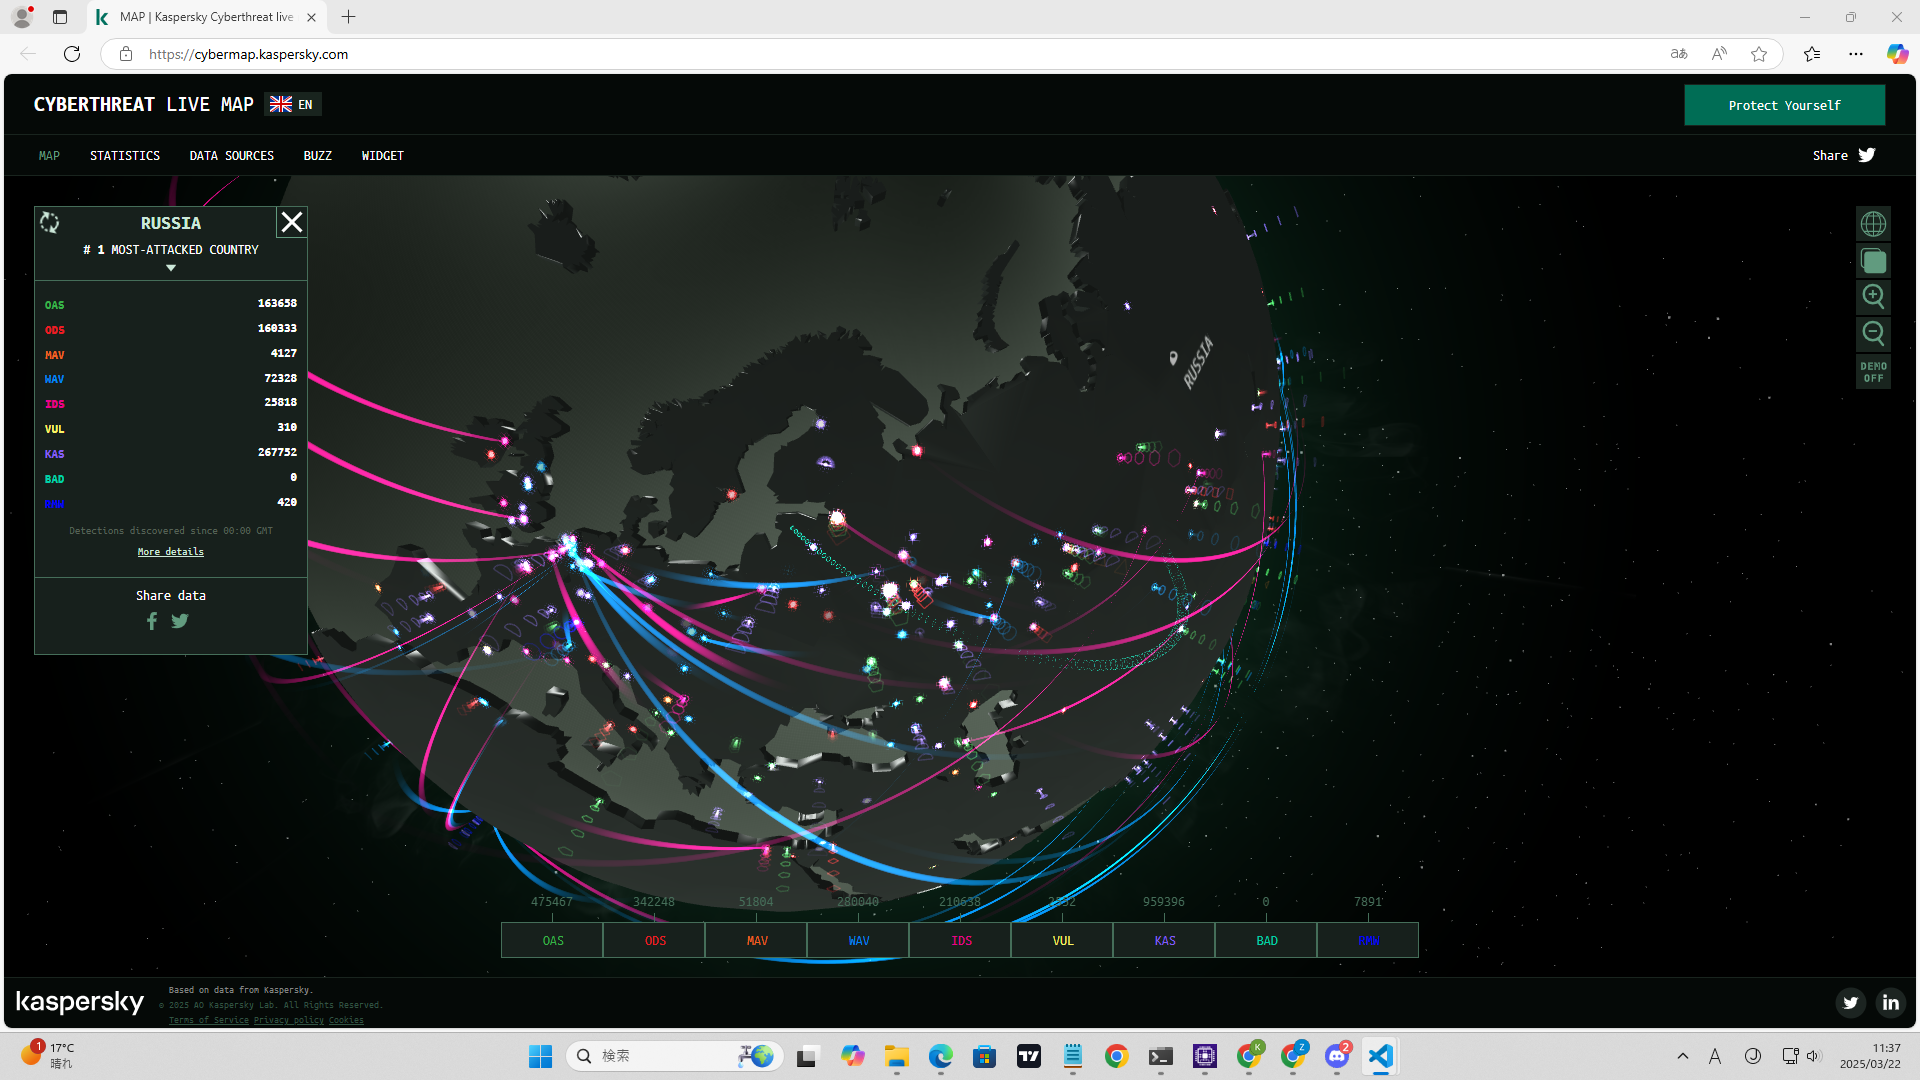 MAP | Kaspersky Cyberthreat live
https://cybermap.kaspersky.com
CYBERTHREAT LIVE MAP EN
Protect Yourself
MAP STATISTICS DATA SOURCES BUZZ WIDGET
Share
RUSSIA
# 1 MOST-ATTACKED COUNTRY
OAS 163658
ODS 160333
MAV 4127
WAV 72328
IDS 25818
VUL 310
KAS 267752
BAD 0
RMW 420
Detections discovered since 00:00 GMT
More details
Share data
RUSSIA
DEMO
OFF
475467 342248 51804 280040 210638 959396 0 7891
OAS ODS MAV WAV IDS VUL KAS BAD RMW
kaspersky
Based on data from Kaspersky.
© 2025 AO Kaspersky Lab. All Rights Reserved.
Terms of Service Privacy policy Cookies
1
17°C
晴れ
検索
K
Z
2
A
11:37
2025/03/22